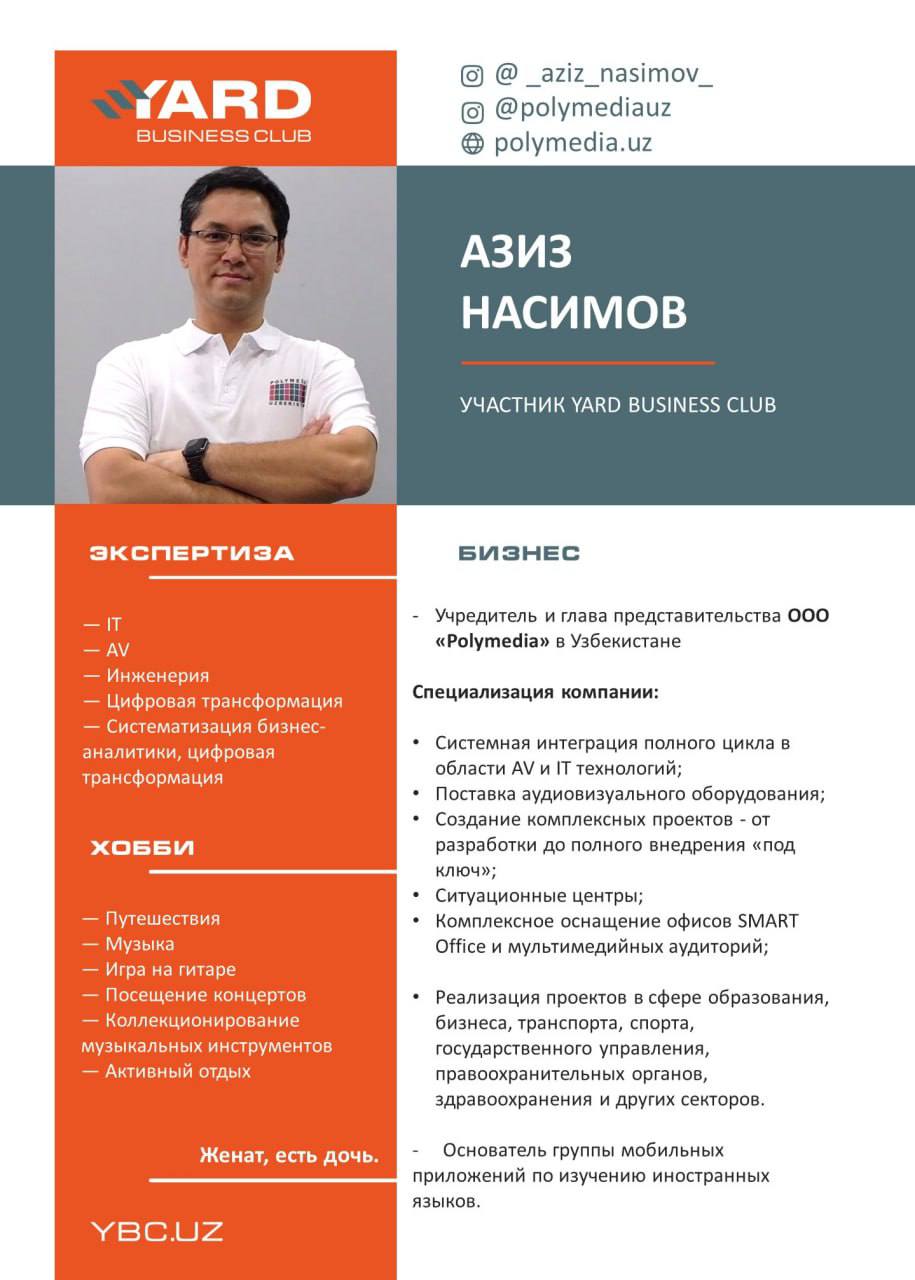 YARD
BUSINESS CLUB
@ _aziz_nasimov_
@polymediauz
polymedia.uz
АЗИЗ
НАСИМОВ
УЧАСТНИК YARD BUSINESS CLUB
ЭКСПЕРТИЗА
— IT
— AV
— Инженерия
— Цифровая трансформация
— Систематизация бизнес-
аналитики, цифровая
трансформация
ХОББИ
— Путешествия
— Музыка
— Игра на гитаре
— Посещение концертов
— Коллекционирование
музыкальных инструментов
— Активный отдых
Женат, есть дочь.
YBC.UZ
БИЗНЕС
- Учредитель и глава представительства ООО
«Polymedia» в Узбекистане
Специализация компании:
• Системная интеграция полного цикла в
области AV и IT технологий;
• Поставка аудиовизуального оборудования;
• Создание комплексных проектов - от
разработки до полного внедрения «под
ключ»;
• Ситуационные центры;
• Комплексное оснащение офисов SMART
Office и мультимедийных аудиторий;
• Реализация проектов в сфере образования,
бизнеса, транспорта, спорта,
государственного управления,
правоохранительных органов,
здравоохранения и других секторов.
- Основатель группы мобильных
приложений по изучению иностранных
языков.